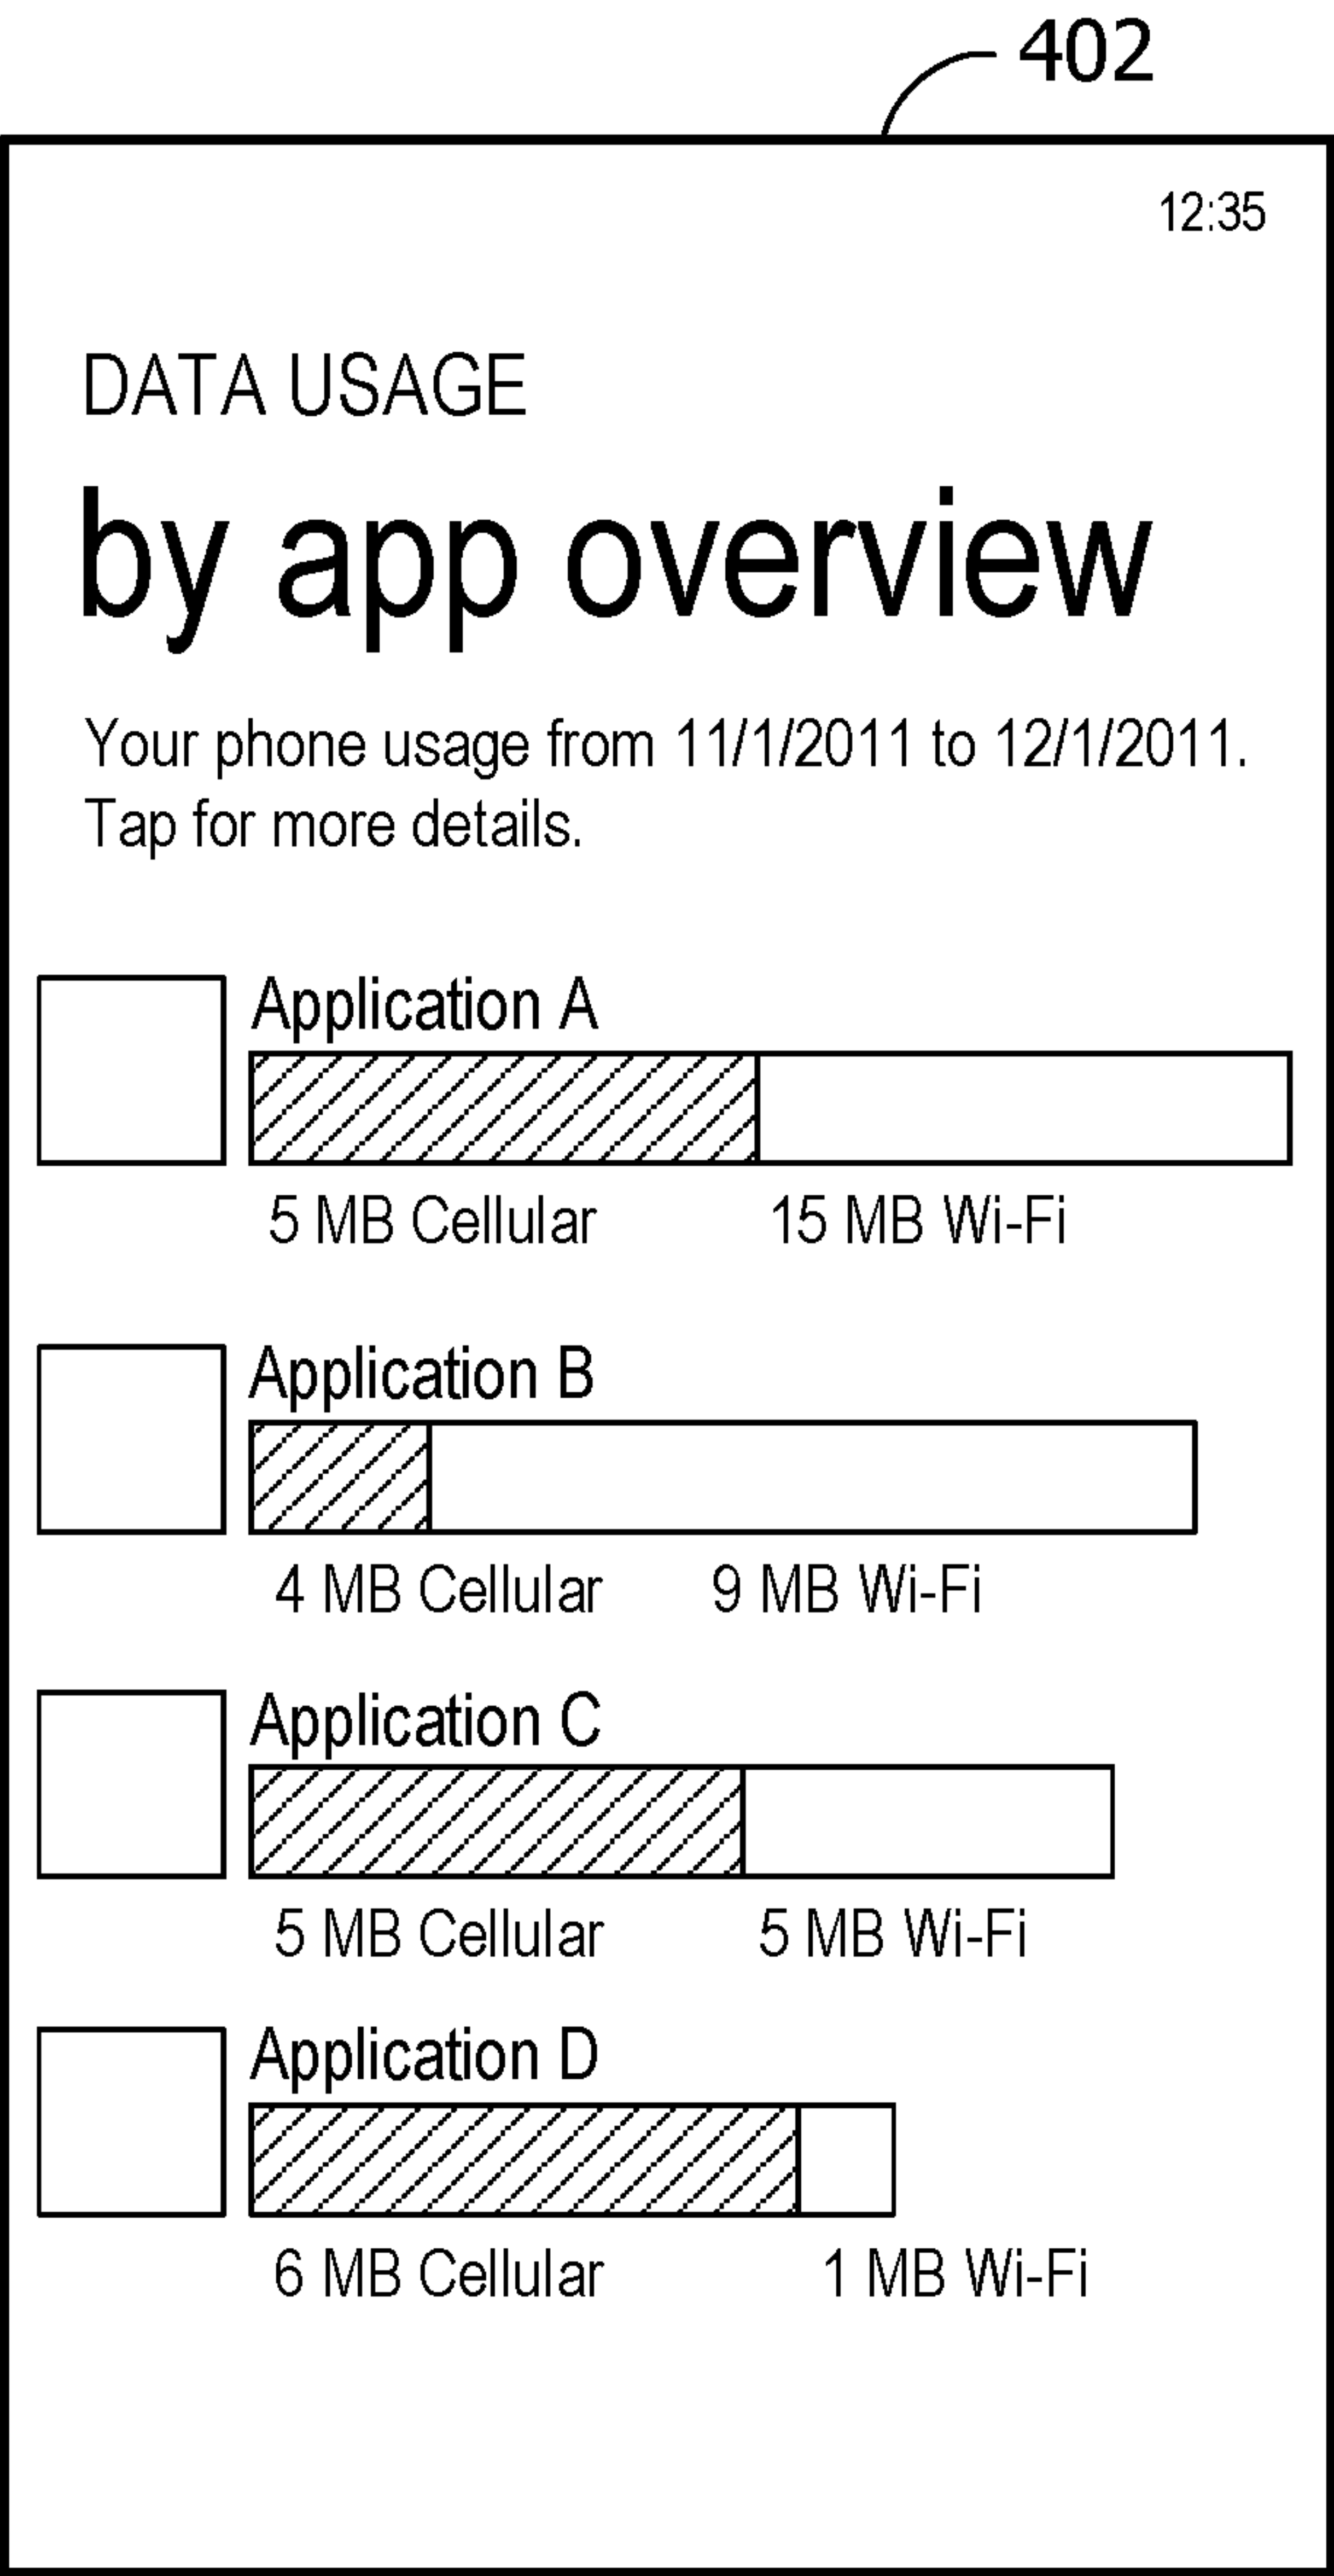 402
12:35
DATA USAGE
by app overview
Your phone usage from 11/1/2011 to 12/1/2011.
Tap for more details.
Application A
5 MB Cellular 15 MB Wi-Fi
Application B
4 MB Cellular 9 MB Wi-Fi
Application C
5 MB Cellular 5 MB Wi-Fi
Application D
6 MB Cellular 1 MB Wi-Fi